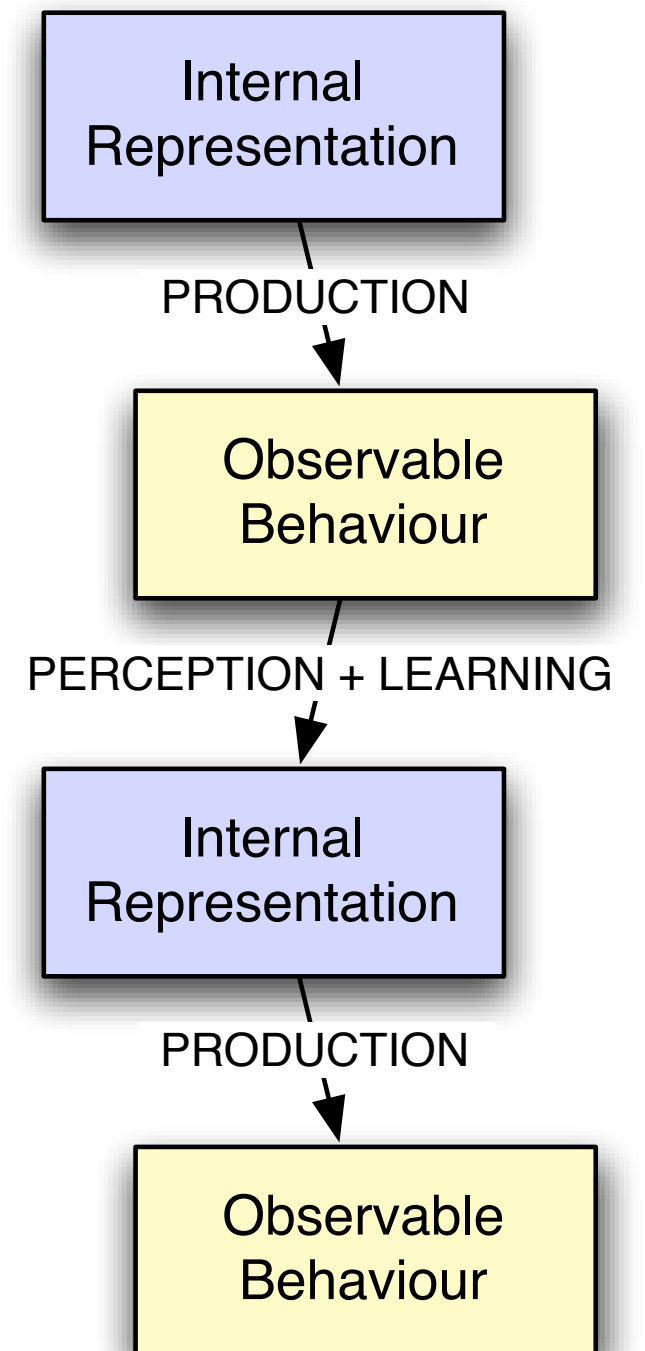 Internal
Representation
PRODUCTION
Observable
Behaviour
PERCEPTION + LEARNING
Internal
Representation
PRODUCTION
Observable
Behaviour